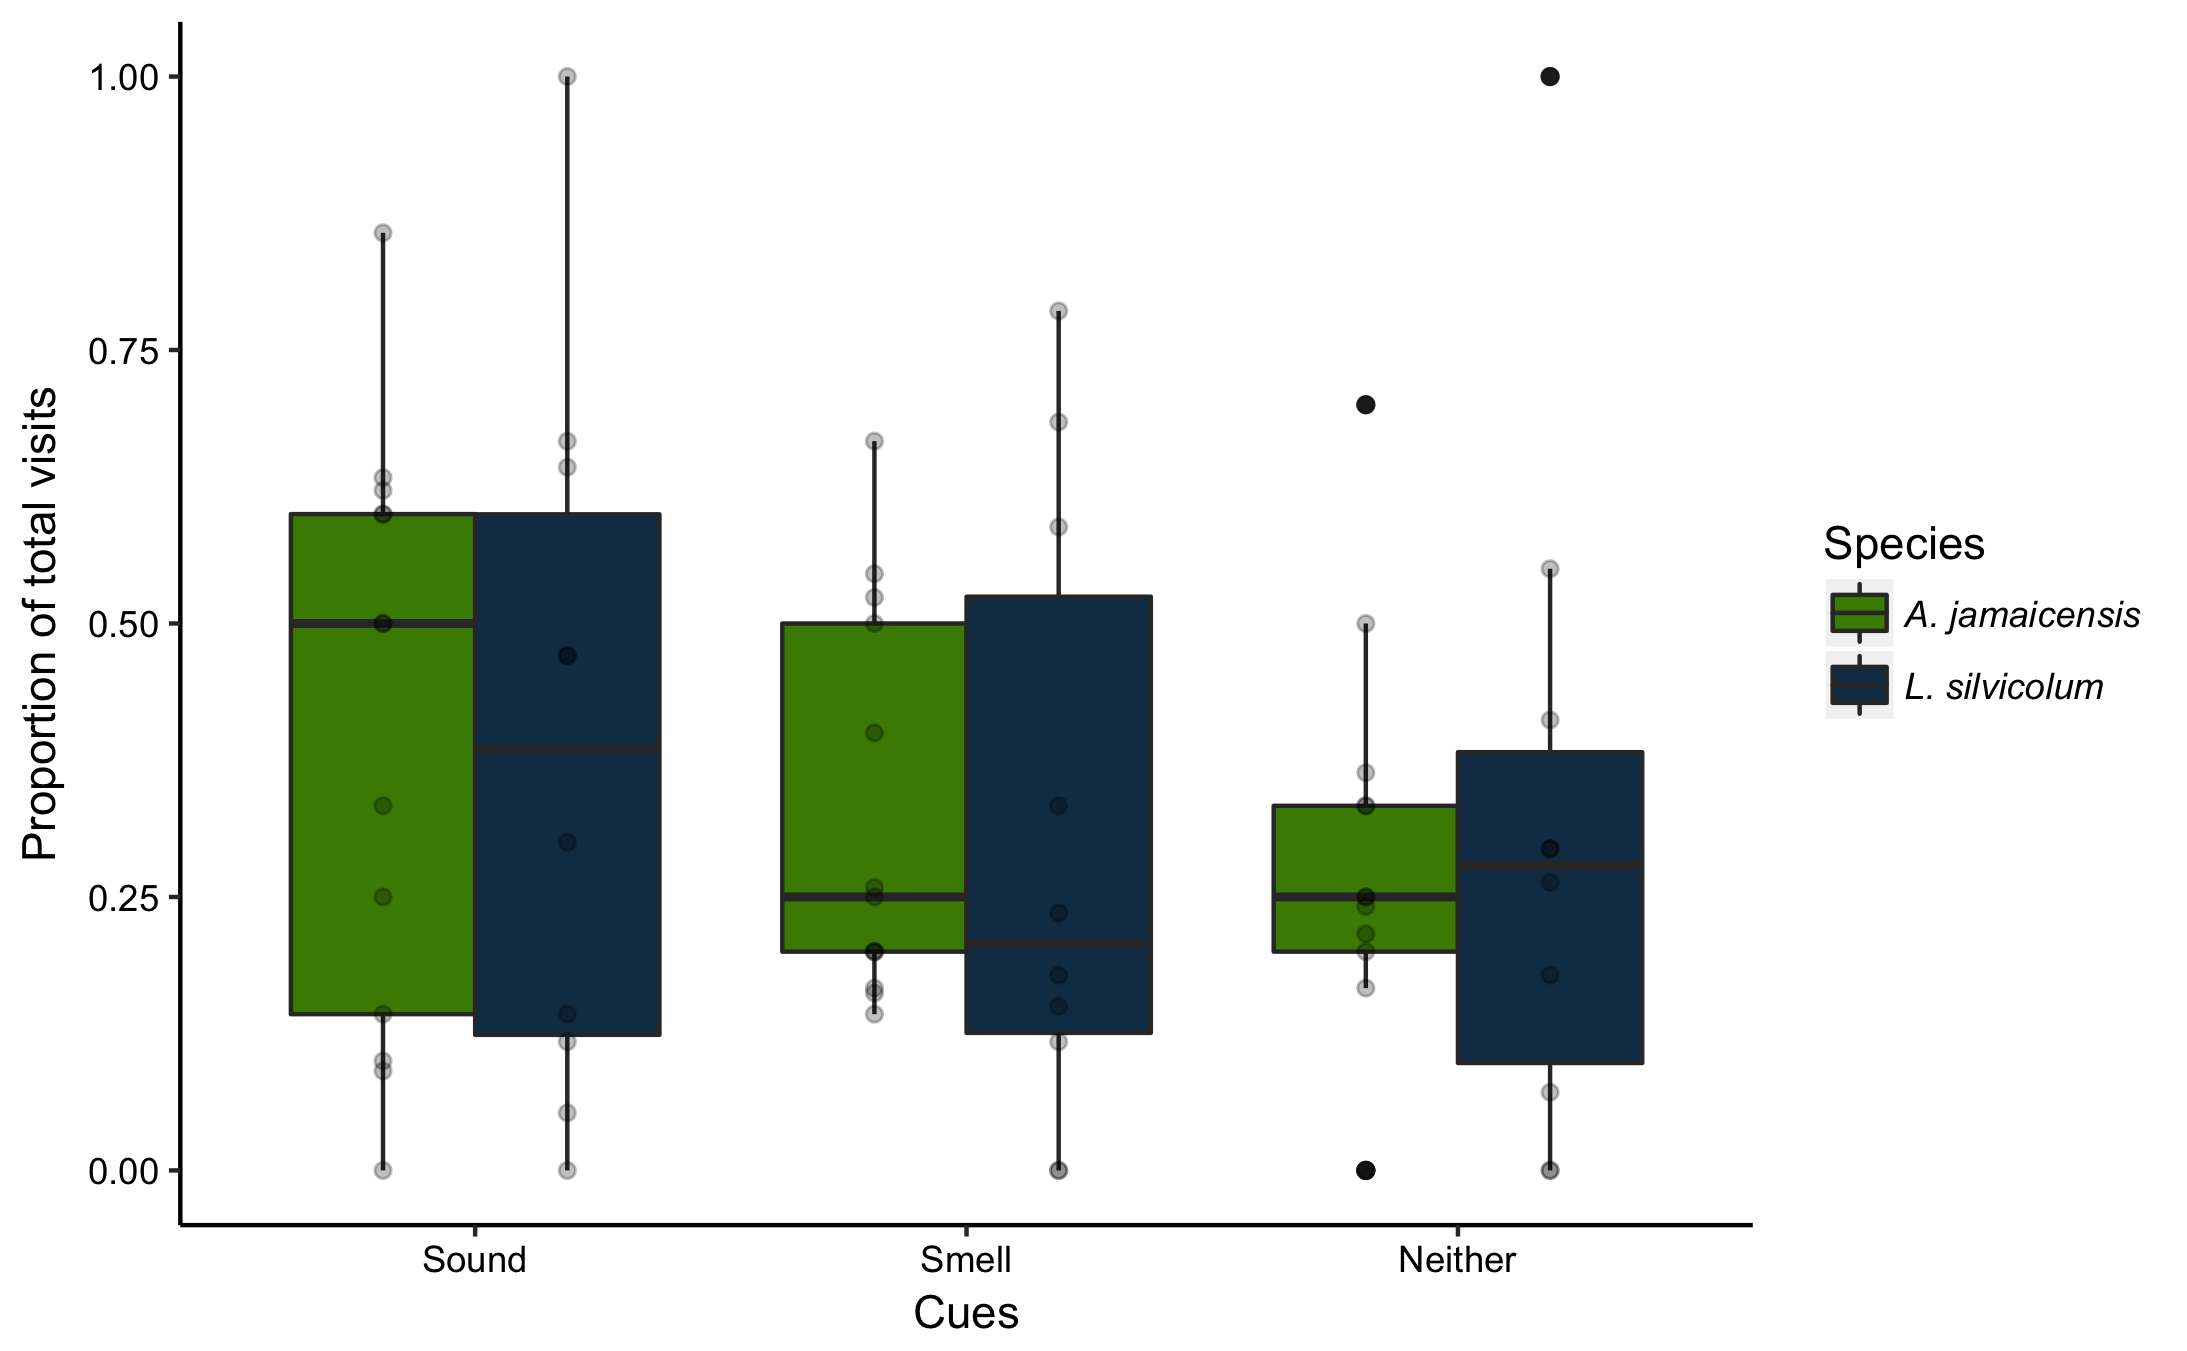 Proportion of total visits
1.00
0.75
0.50
0.25
0.00
Sound
Smell
Neither
Cues
Species
A. jamaicensis
L. silvicolum